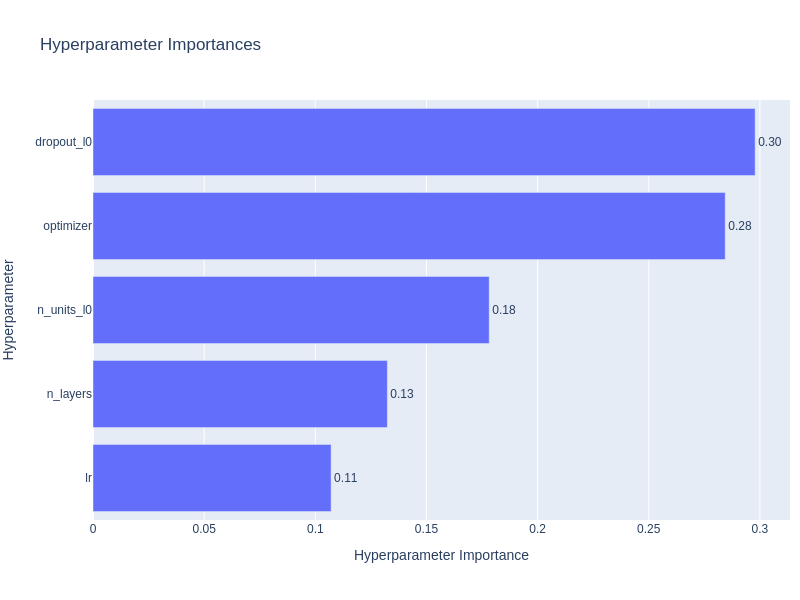 Hyperparameter Importances
Hyperparameter
dropout_l0
0.30
optimizer
0.28
n_units_l0
0.18
n_layers
0.13
lr
0.11
0 0.05 0.1 0.15 0.2 0.25 0.3
Hyperparameter Importance